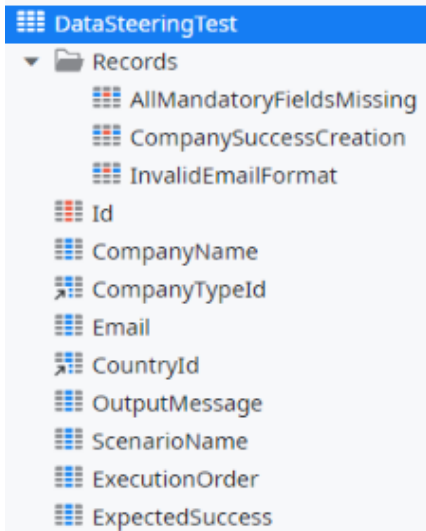 DataSteeringTest
Records
AllMandatoryFieldsMissing
CompanySuccessCreation
InvalidEmailFormat
Id
CompanyName
CompanyTypeId
Email
CountryId
OutputMessage
ScenarioName
ExecutionOrder
ExpectedSuccess